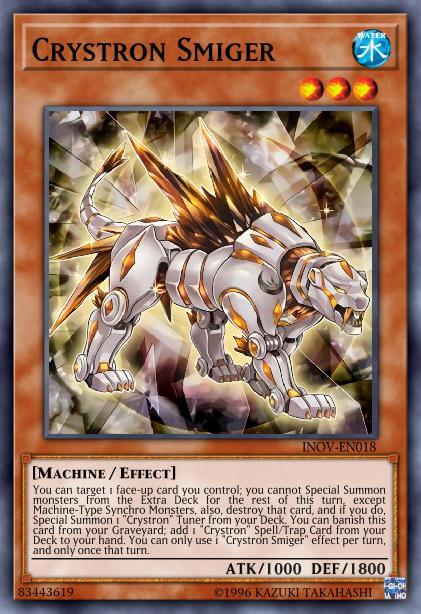 CRYSTRON SMIGER
WATER
水
INOV-EN018
[MACHINE / EFFECT]
You can target 1 face-up card you control; you cannot Special Summon
monsters from the Extra Deck for the rest of this turn, except
Machine-Type Synchro Monsters, also, destroy that card, and if you do,
Special Summon 1 "Crystron" Tuner from your Deck. You can banish this
card from your Graveyard; add 1 "Crystron" Spell/Trap Card from your
Deck to your hand. You can only use 1 "Crystron Smiger" effect per turn,
and only once that turn.
ATK/1000 DEF/1800
83443619
©1996 KAZUKI TAKAHASHI